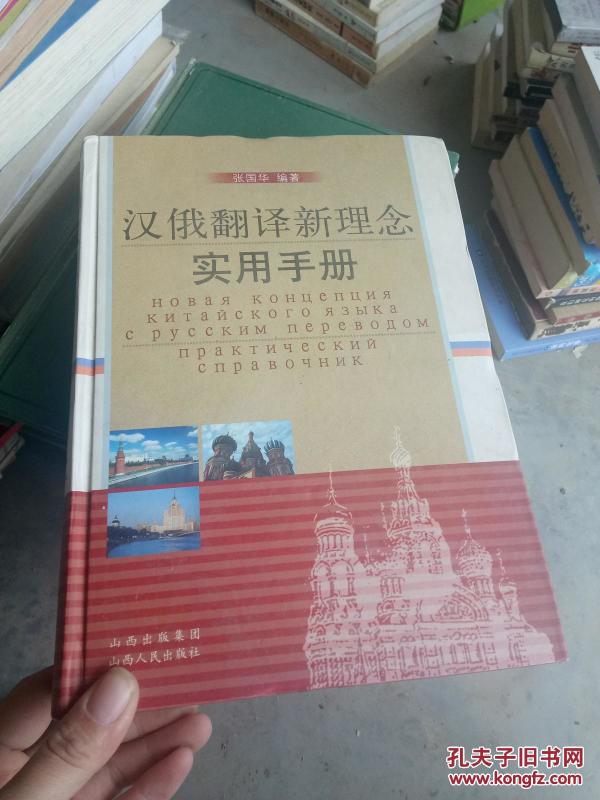 张国华 编著
汉俄翻译新理念
实用手册
новая концепция
китайского языка
с русским переводом
практический
справочник
山西出版集团
山西人民出版社
孔夫子旧书网
www.kongfz.com